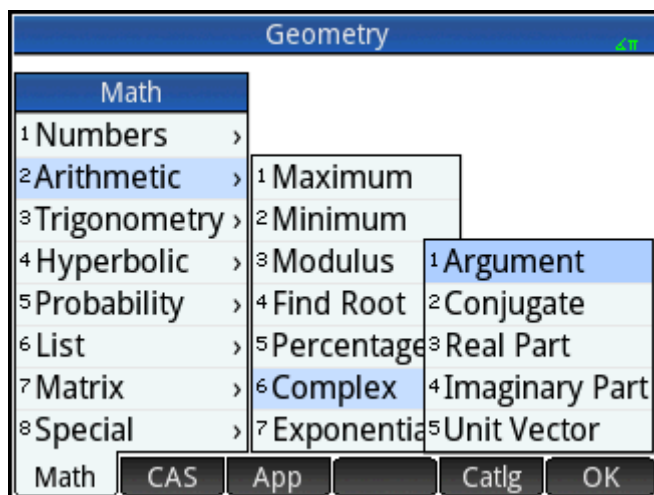 Geometry
∡π
Math
1 Numbers ›
2 Arithmetic ›
3 Trigonometry ›
4 Hyperbolic ›
5 Probability ›
6 List ›
7 Matrix ›
8 Special ›
1 Maximum
2 Minimum
3 Modulus
4 Find Root
5 Percentage
6 Complex
7 Exponentia
1 Argument
2 Conjugate
3 Real Part
4 Imaginary Part
5 Unit Vector
Math CAS App Catlg OK